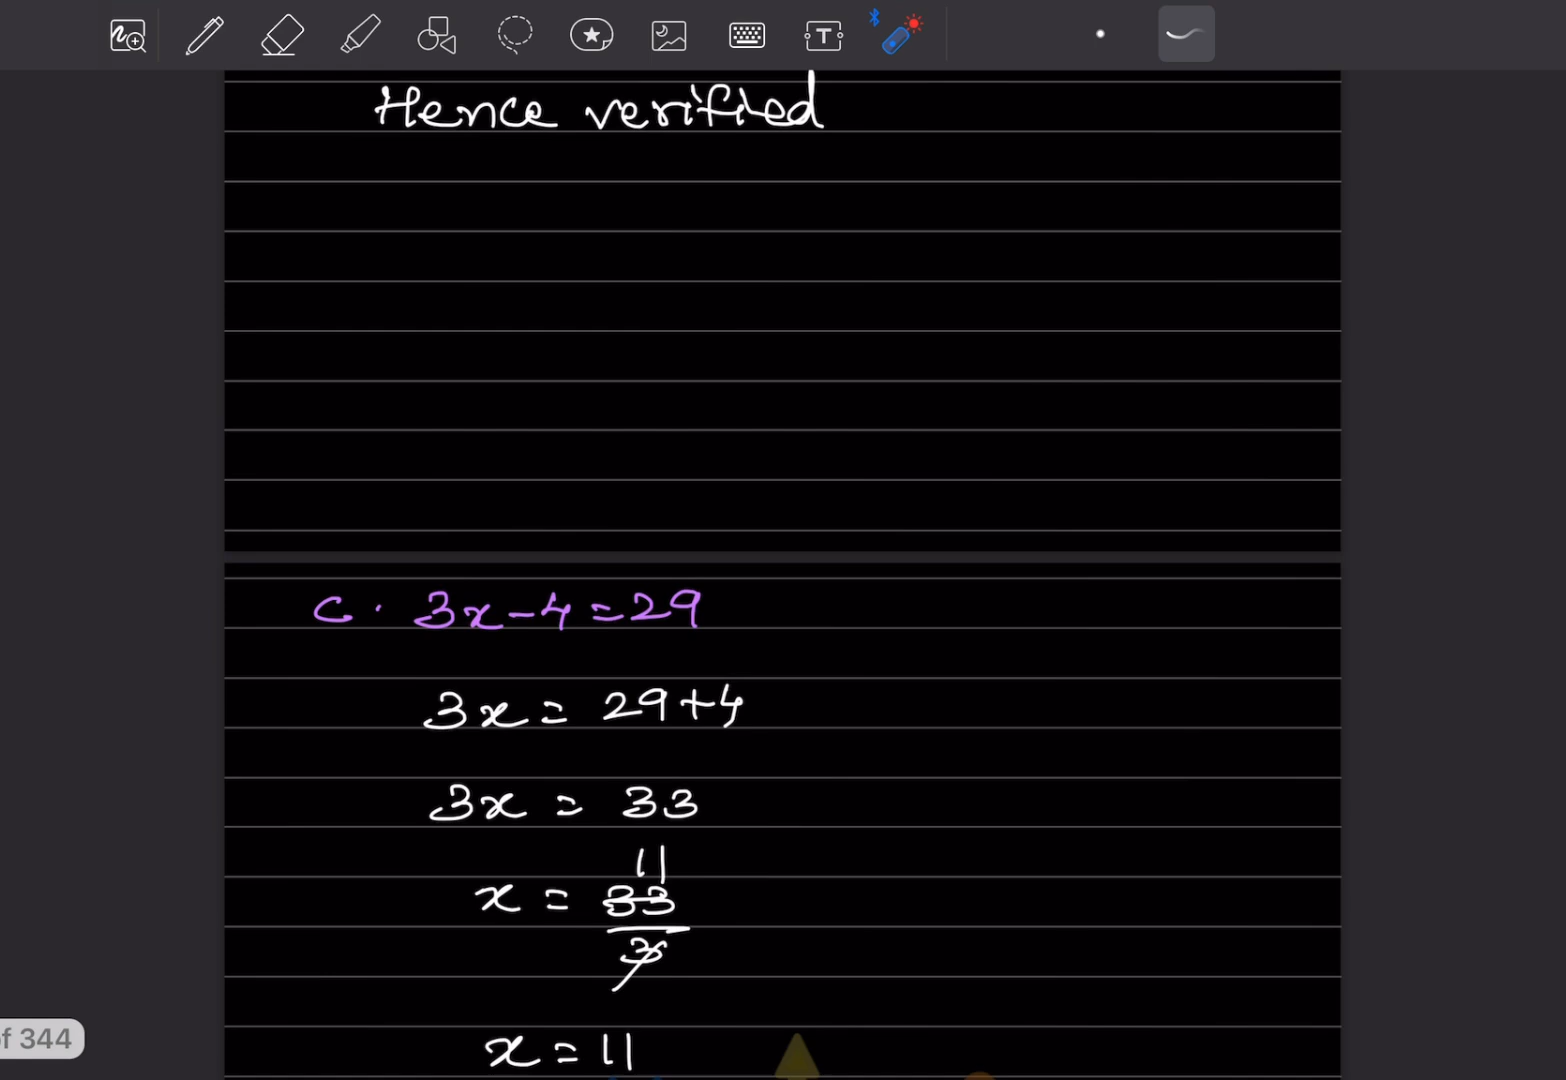 Hence verified
c. 3x-4=29
3x = 29+4
3x = 33
11
x = 33
3
x = 11
f 344
T